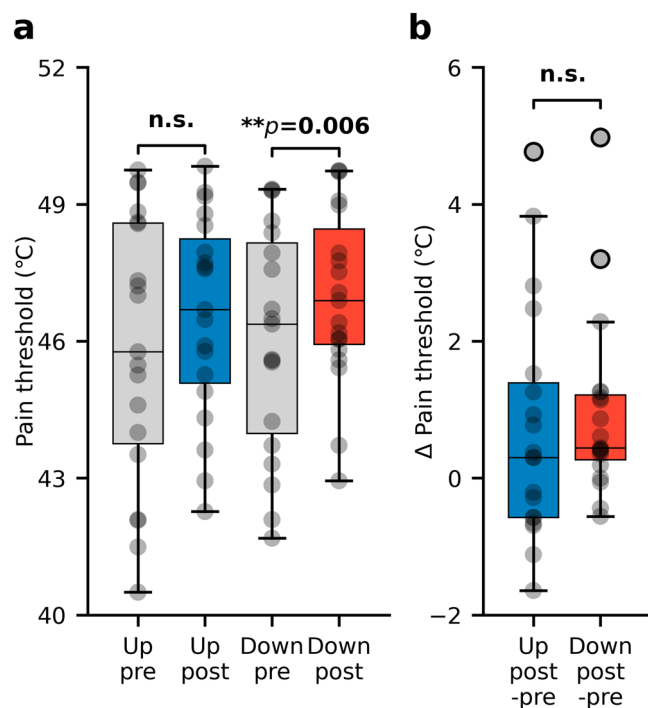 a
52
49
46
43
40
Pain threshold (℃)
n.s.
**p=0.006
Up pre
Up post
Down pre
Down post
b
6
4
2
0
−2
Δ Pain threshold (℃)
n.s.
Up post -pre
Down post -pre